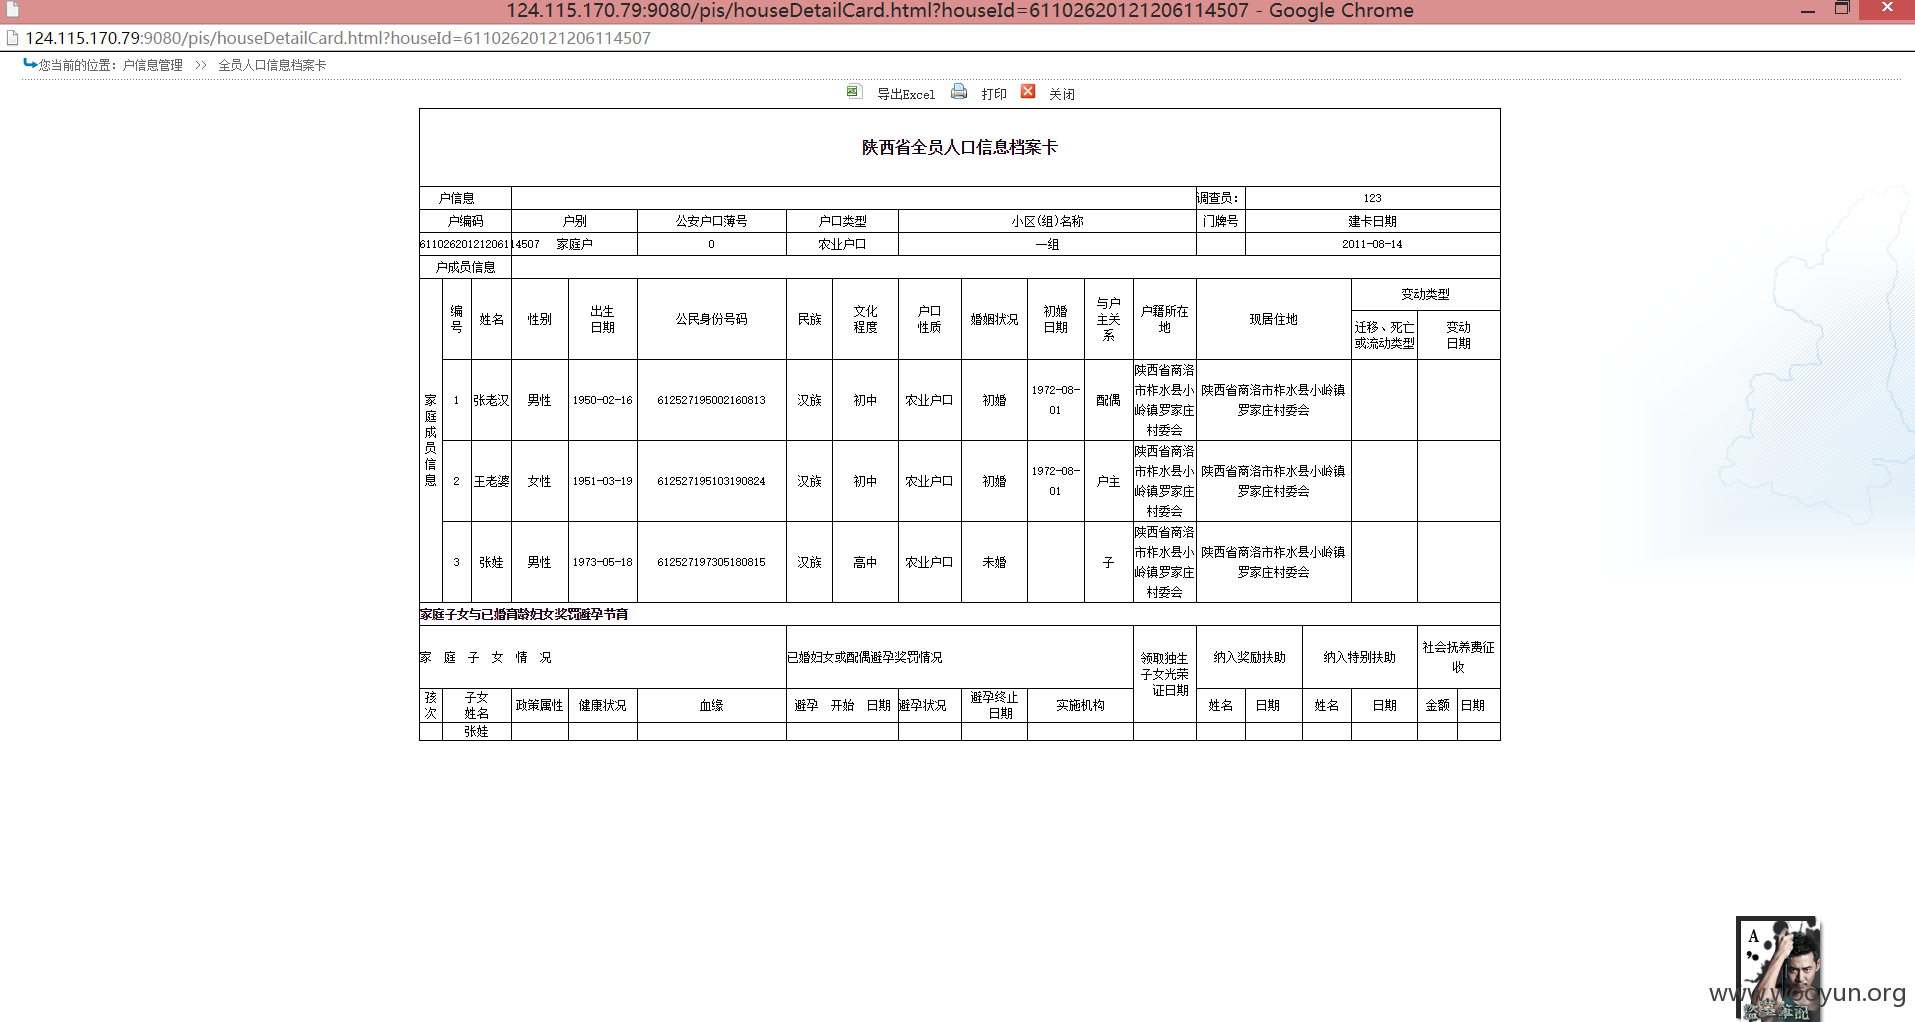 124.115.170.79:9080/pis/houseDetailCard.html?houseId=61102620121206114507 - Google Chrome
124.115.170.79:9080/pis/houseDetailCard.html?houseId=61102620121206114507
您当前的位置：户信息管理 >> 全员人口信息档案卡
导出Excel 打印 关闭
陕西省全员人口信息档案卡
户信息 调查员： 123
户编码 户别 公安户口薄号 户口类型 小区(组)名称 门牌号 建卡日期
61102620121206114507 家庭户 0 农业户口 一组 2011-08-14
户成员信息
家庭成员信息
编号 姓名 性别 出生日期 公民身份号码 民族 文化程度 户口性质 婚姻状况 初婚日期 与户主关系 户籍所在地 现居住地 变动类型
迁移、死亡或流动类型 变动日期
1 张老汉 男性 1950-02-16 612527195002160813 汉族 初中 农业户口 初婚 1972-08-01 配偶 陕西省商洛市柞水县小岭镇罗家庄村委会 陕西省商洛市柞水县小岭镇罗家庄村委会
2 王老婆 女性 1951-03-19 612527195103190824 汉族 初中 农业户口 初婚 1972-08-01 户主 陕西省商洛市柞水县小岭镇罗家庄村委会 陕西省商洛市柞水县小岭镇罗家庄村委会
3 张娃 男性 1973-05-18 612527197305180815 汉族 高中 农业户口 未婚 子 陕西省商洛市柞水县小岭镇罗家庄村委会 陕西省商洛市柞水县小岭镇罗家庄村委会
家庭子女与已婚育龄妇女奖罚避孕节育
家 庭 子 女 情 况 已婚妇女或配偶避孕奖罚情况 领取独生子女光荣证日期 纳入奖励扶助 纳入特别扶助 社会抚养费征收
孩次 子女姓名 政策属性 健康状况 血缘 避孕 开始 日期 避孕状况 避孕终止日期 实施机构 姓名 日期 姓名 日期 金额 日期
张娃
A
www.wooyun.org